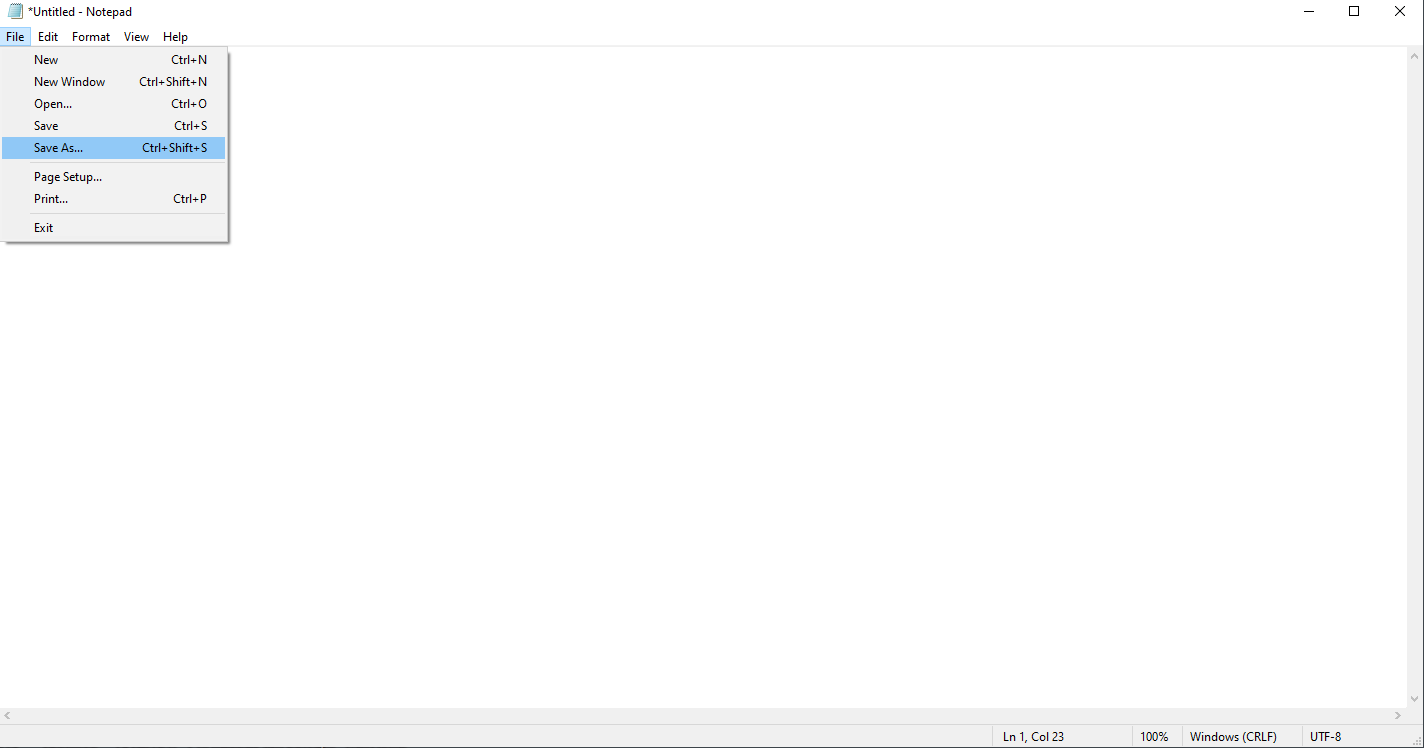 *Untitled - Notepad
File Edit Format View Help
New Ctrl+N
New Window Ctrl+Shift+N
Open... Ctrl+O
Save Ctrl+S
Save As... Ctrl+Shift+S
Page Setup...
Print... Ctrl+P
Exit
Ln 1, Col 23 100% Windows (CRLF) UTF-8